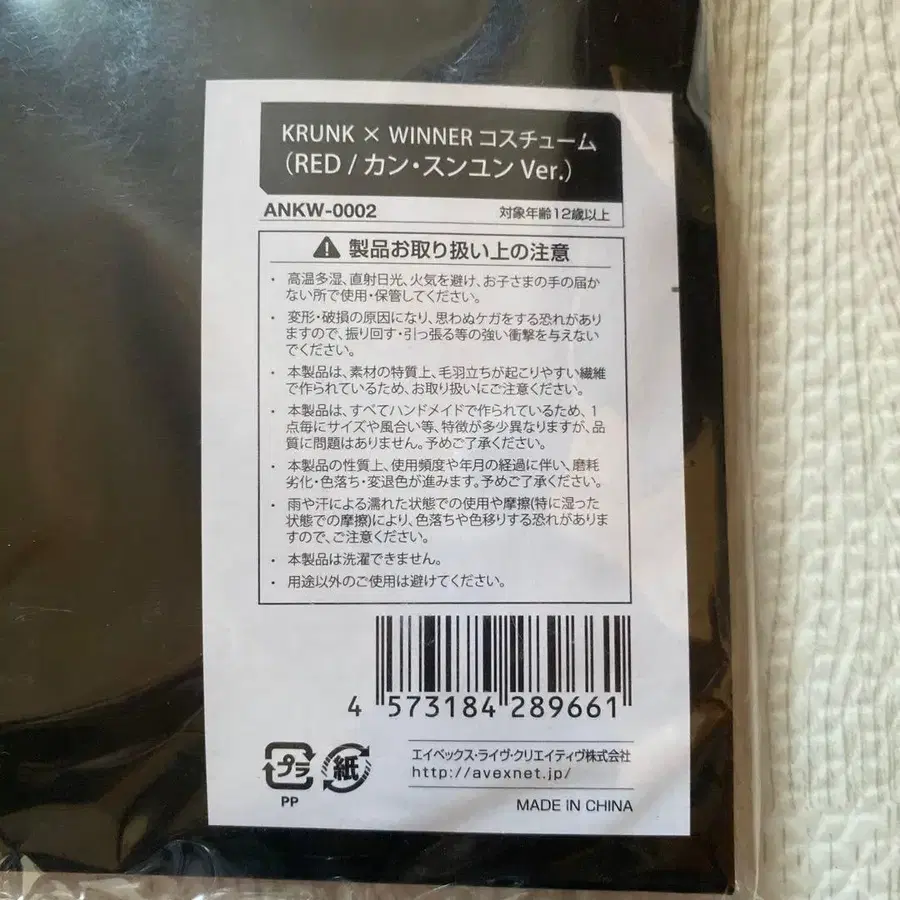 KRUNK × WINNER コスチューム
(RED / カン・スンユン Ver.)
ANKW-0002 対象年齢12歳以上
製品お取り扱い上の注意
・ 高温多湿、直射日光、火気を避け、お子さまの手の届か
ない所で使用・保管してください。
・ 変形・破損の原因になり、思わぬケガをする恐れがあり
ますので、振り回す・引っ張る等の強い衝撃を与えない
でください。
・ 本製品は、素材の特質上、毛羽立ちが起こりやすい繊維
で作られているため、お取り扱いにご注意ください。
・ 本製品は、すべてハンドメイドで作られているため、1
点毎にサイズや風合い等、特徴が多少異なりますが、品
質に問題はありません。予めご了承ください。
・ 本製品の性質上、使用頻度や年月の経過に伴い、磨耗
劣化・色落ち・変退色が進みます。予めご了承ください。
・ 雨や汗による濡れた状態での使用や摩擦(特に湿った
状態での摩擦)により、色落ちや色移りする恐れがありま
すので、ご注意ください。
・ 本製品は洗濯できません。
・ 用途以外のご使用は避けてください。
4 573184 289661
プラ
PP
紙
エイベックス・ライヴ・クリエイティヴ株式会社
http://avexnet.jp/
MADE IN CHINA